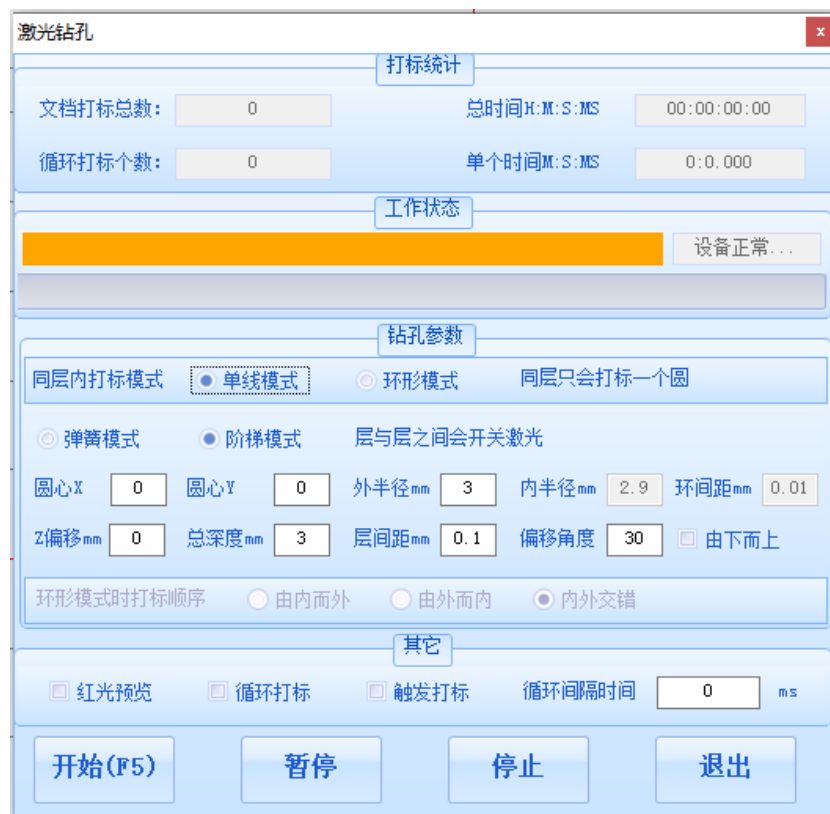 激光钻孔 x
打标统计
文档打标总数: 0 总时间H:M:S:MS 00:00:00:00
循环打标个数: 0 单个时间M:S:MS 0:0.000
工作状态
设备正常...
钻孔参数
同层内打标模式 单线模式 环形模式 同层只会打标一个圆
弹簧模式 阶梯模式 层与层之间会开关激光
圆心X 0 圆心Y 0 外半径mm 3 内半径mm 2.9 环间距mm 0.01
Z偏移mm 0 总深度mm 3 层间距mm 0.1 偏移角度 30 由下而上
环形模式时打标顺序 由内而外 由外而内 内外交错
其它
红光预览 循环打标 触发打标 循环间隔时间 0 ms
开始(F5) 暂停 停止 退出